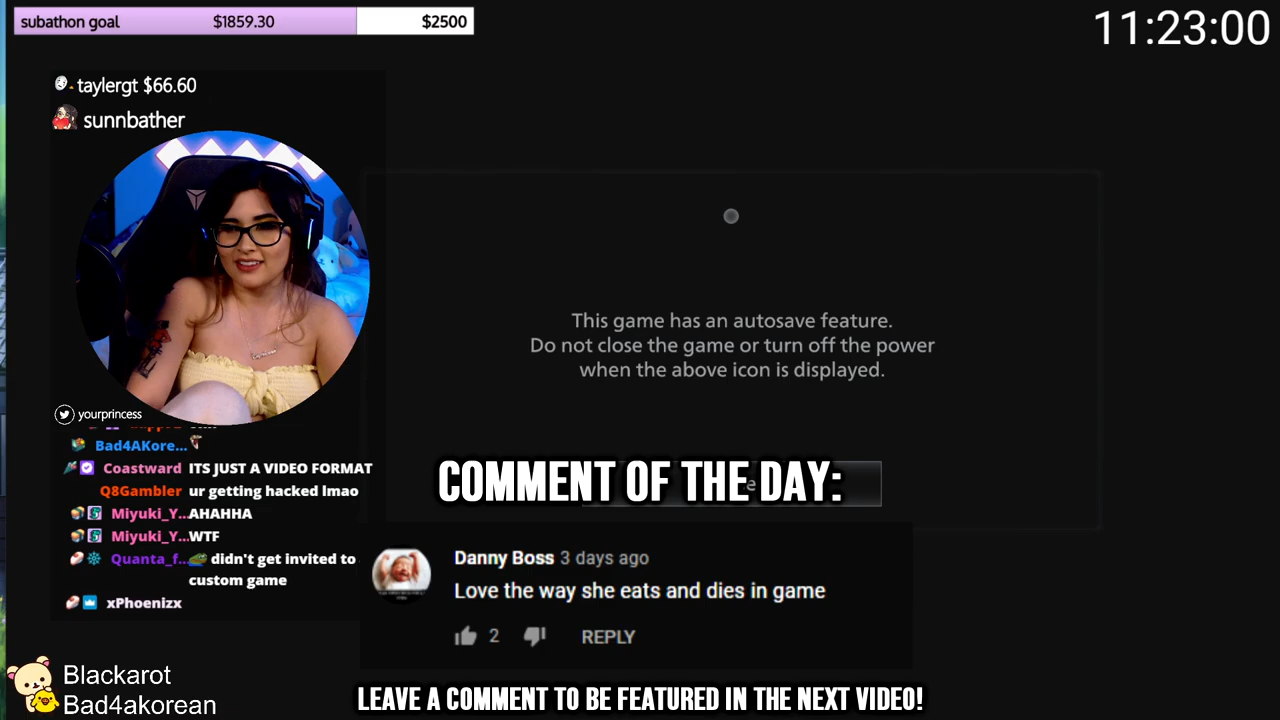 subathon goal $1859.30 $2500
11:23:00
taylergt $66.60
sunnbather
yourprincess
Bad4AKore...
Coastward ITS JUST A VIDEO FORMAT
Q8Gambler ur getting hacked lmao
Miyuki_Y... AHAHHA
Miyuki_Y... WTF
Quanta_f... didn't get invited to
custom game
xPhoenizx
Blackarot
Bad4akorean
This game has an autosave feature.
Do not close the game or turn off the power
when the above icon is displayed.
COMMENT OF THE DAY:
Danny Boss 3 days ago
Love the way she eats and dies in game
2 REPLY
LEAVE A COMMENT TO BE FEATURED IN THE NEXT VIDEO!